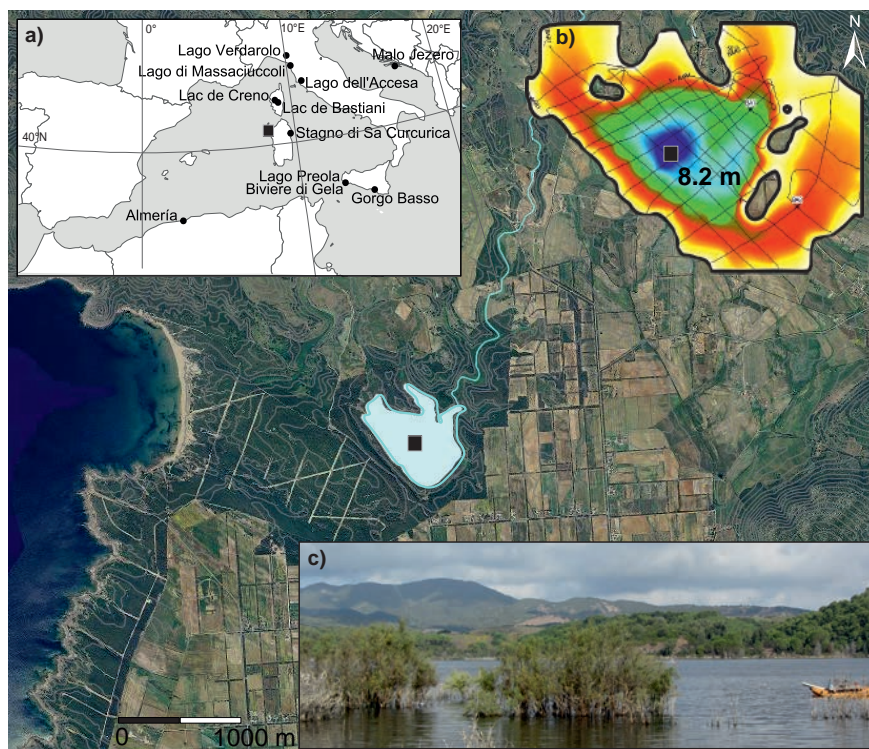 a)
0°
10°E
20°E
Lago Verdarolo
Malo Jezero
Lago di Massaciúccoli
Lago dell'Accesa
Lac de Creno
Lac de Bastiani
40°N
Stagno di Sa Curcurica
Lago Preola
Biviere di Gela
Gorgo Basso
Almería
b)
N
8.2 m
c)
0
1000 m